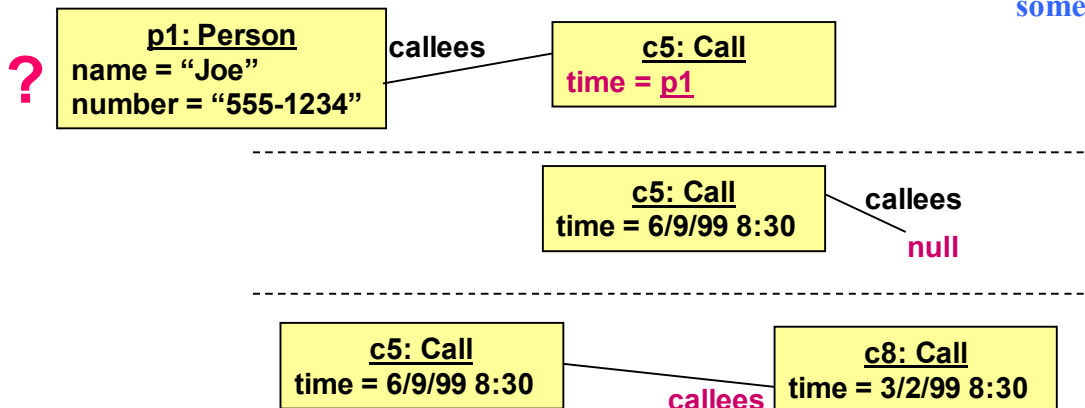 some
?
p1: Person
name = “Joe”
number = “555-1234”
callees
c5: Call
time = p1
c5: Call
time = 6/9/99 8:30
callees
null
c5: Call
time = 6/9/99 8:30
callees
c8: Call
time = 3/2/99 8:30